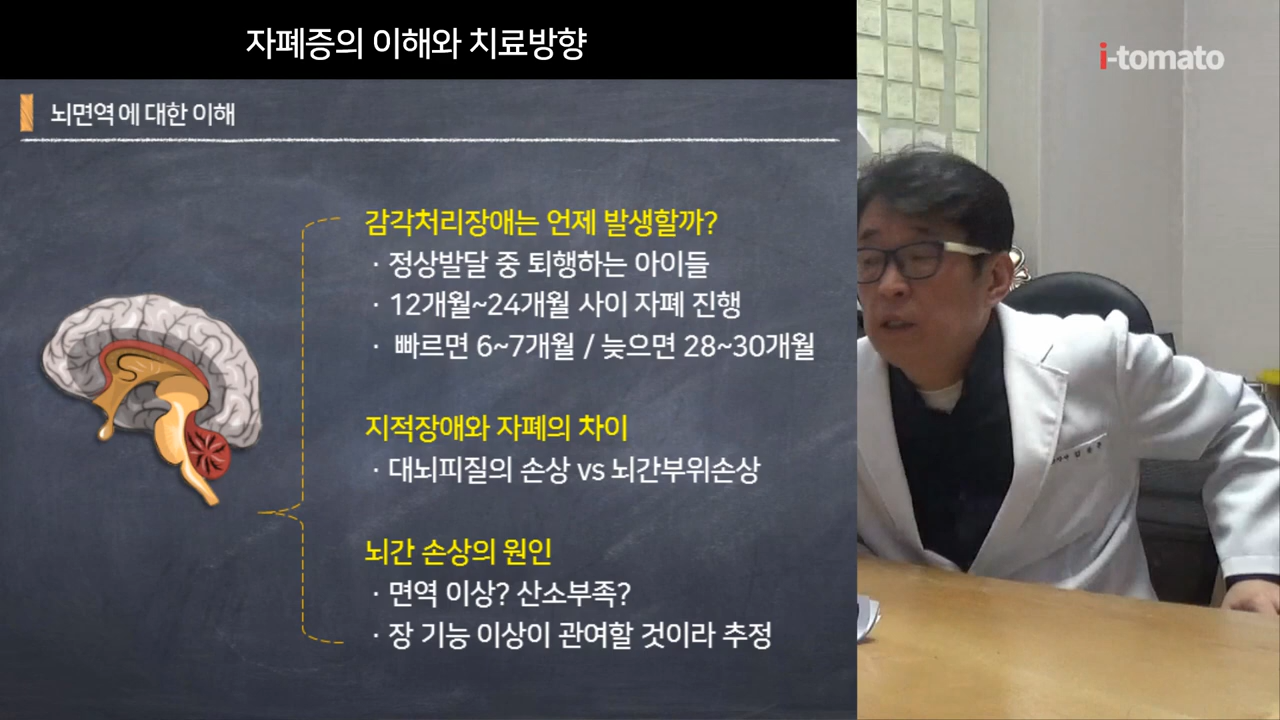 자폐증의 이해와 치료방향
i-tomato
뇌면역에 대한 이해
감각처리장애는 언제 발생할까?
· 정상발달 중 퇴행하는 아이들
· 12개월~24개월 사이 자폐 진행
· 빠르면 6~7개월 / 늦으면 28~30개월
지적장애와 자폐의 차이
· 대뇌피질의 손상 vs 뇌간부위손상
뇌간 손상의 원인
· 면역 이상? 산소부족?
· 장 기능 이상이 관여할 것이라 추정